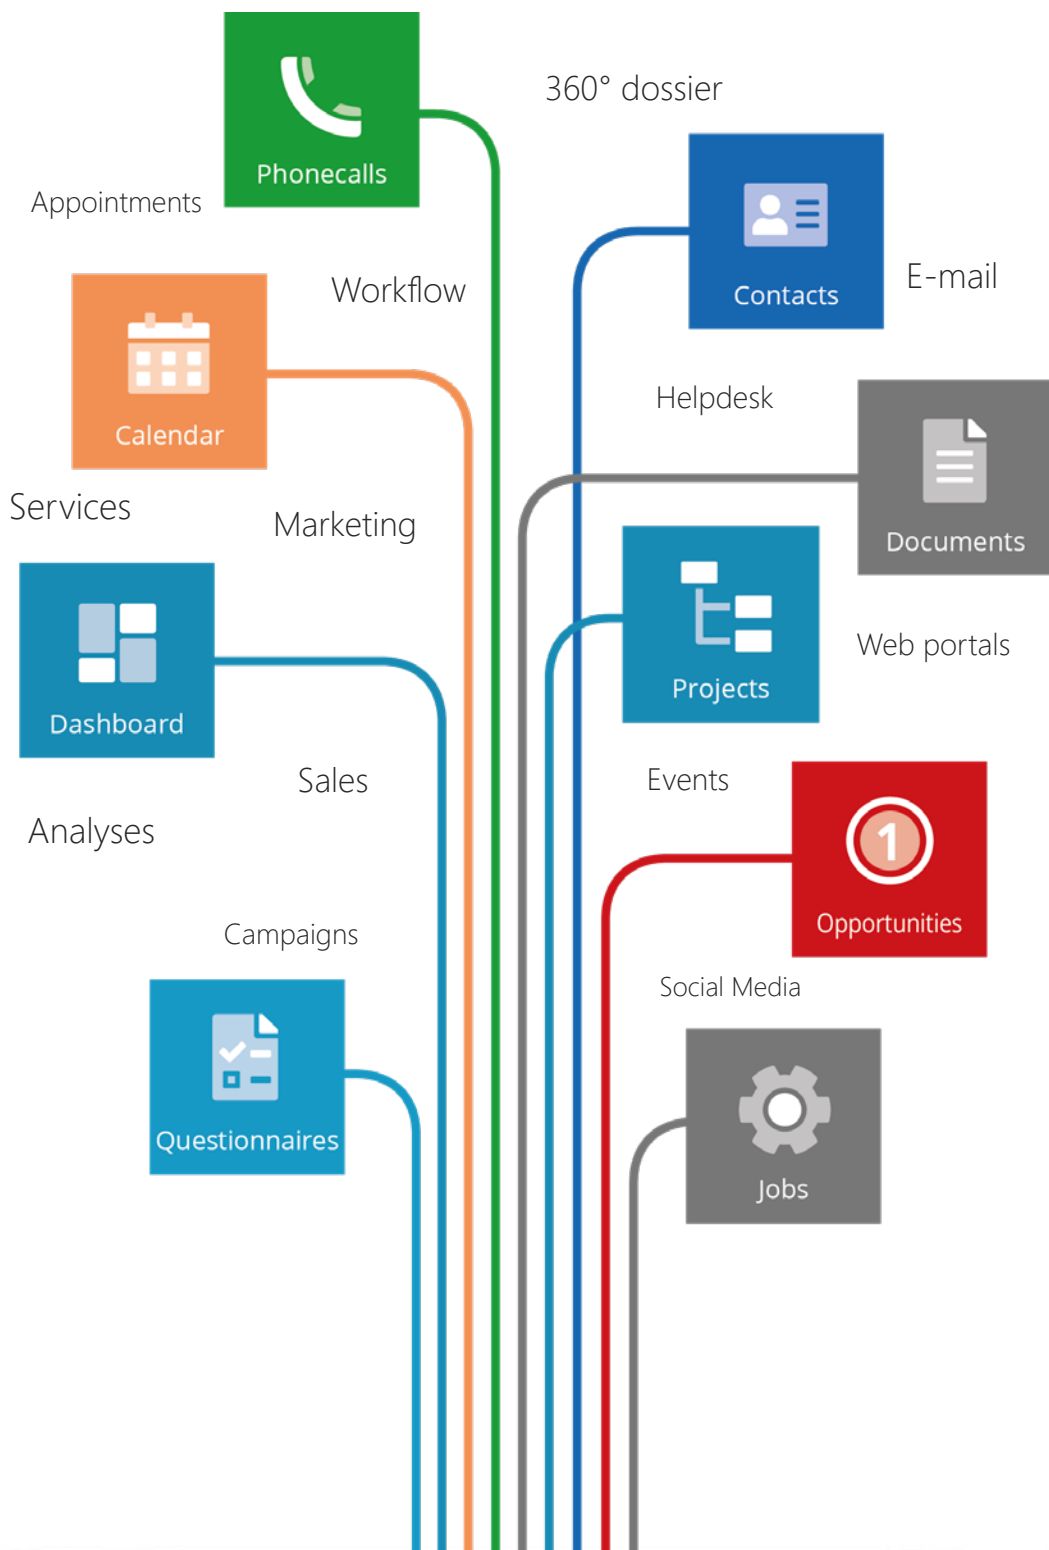 360° dossier
Phonecalls
Appointments
Workflow
E-mail
Contacts
Helpdesk
Calendar
Services
Marketing
Documents
Web portals
Projects
Dashboard
Sales
Events
Analyses
1
Opportunities
Campaigns
Social Media
Questionnaires
Jobs